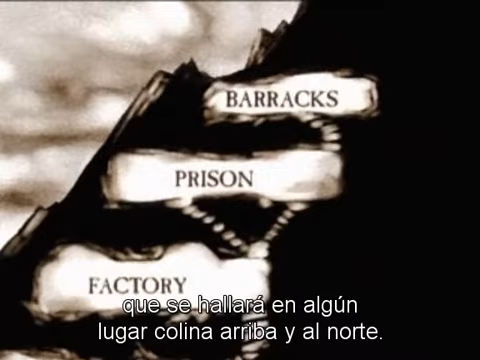 BARRACKS
PRISON
FACTORY
que se hallará en algún
lugar colina arriba y al norte.